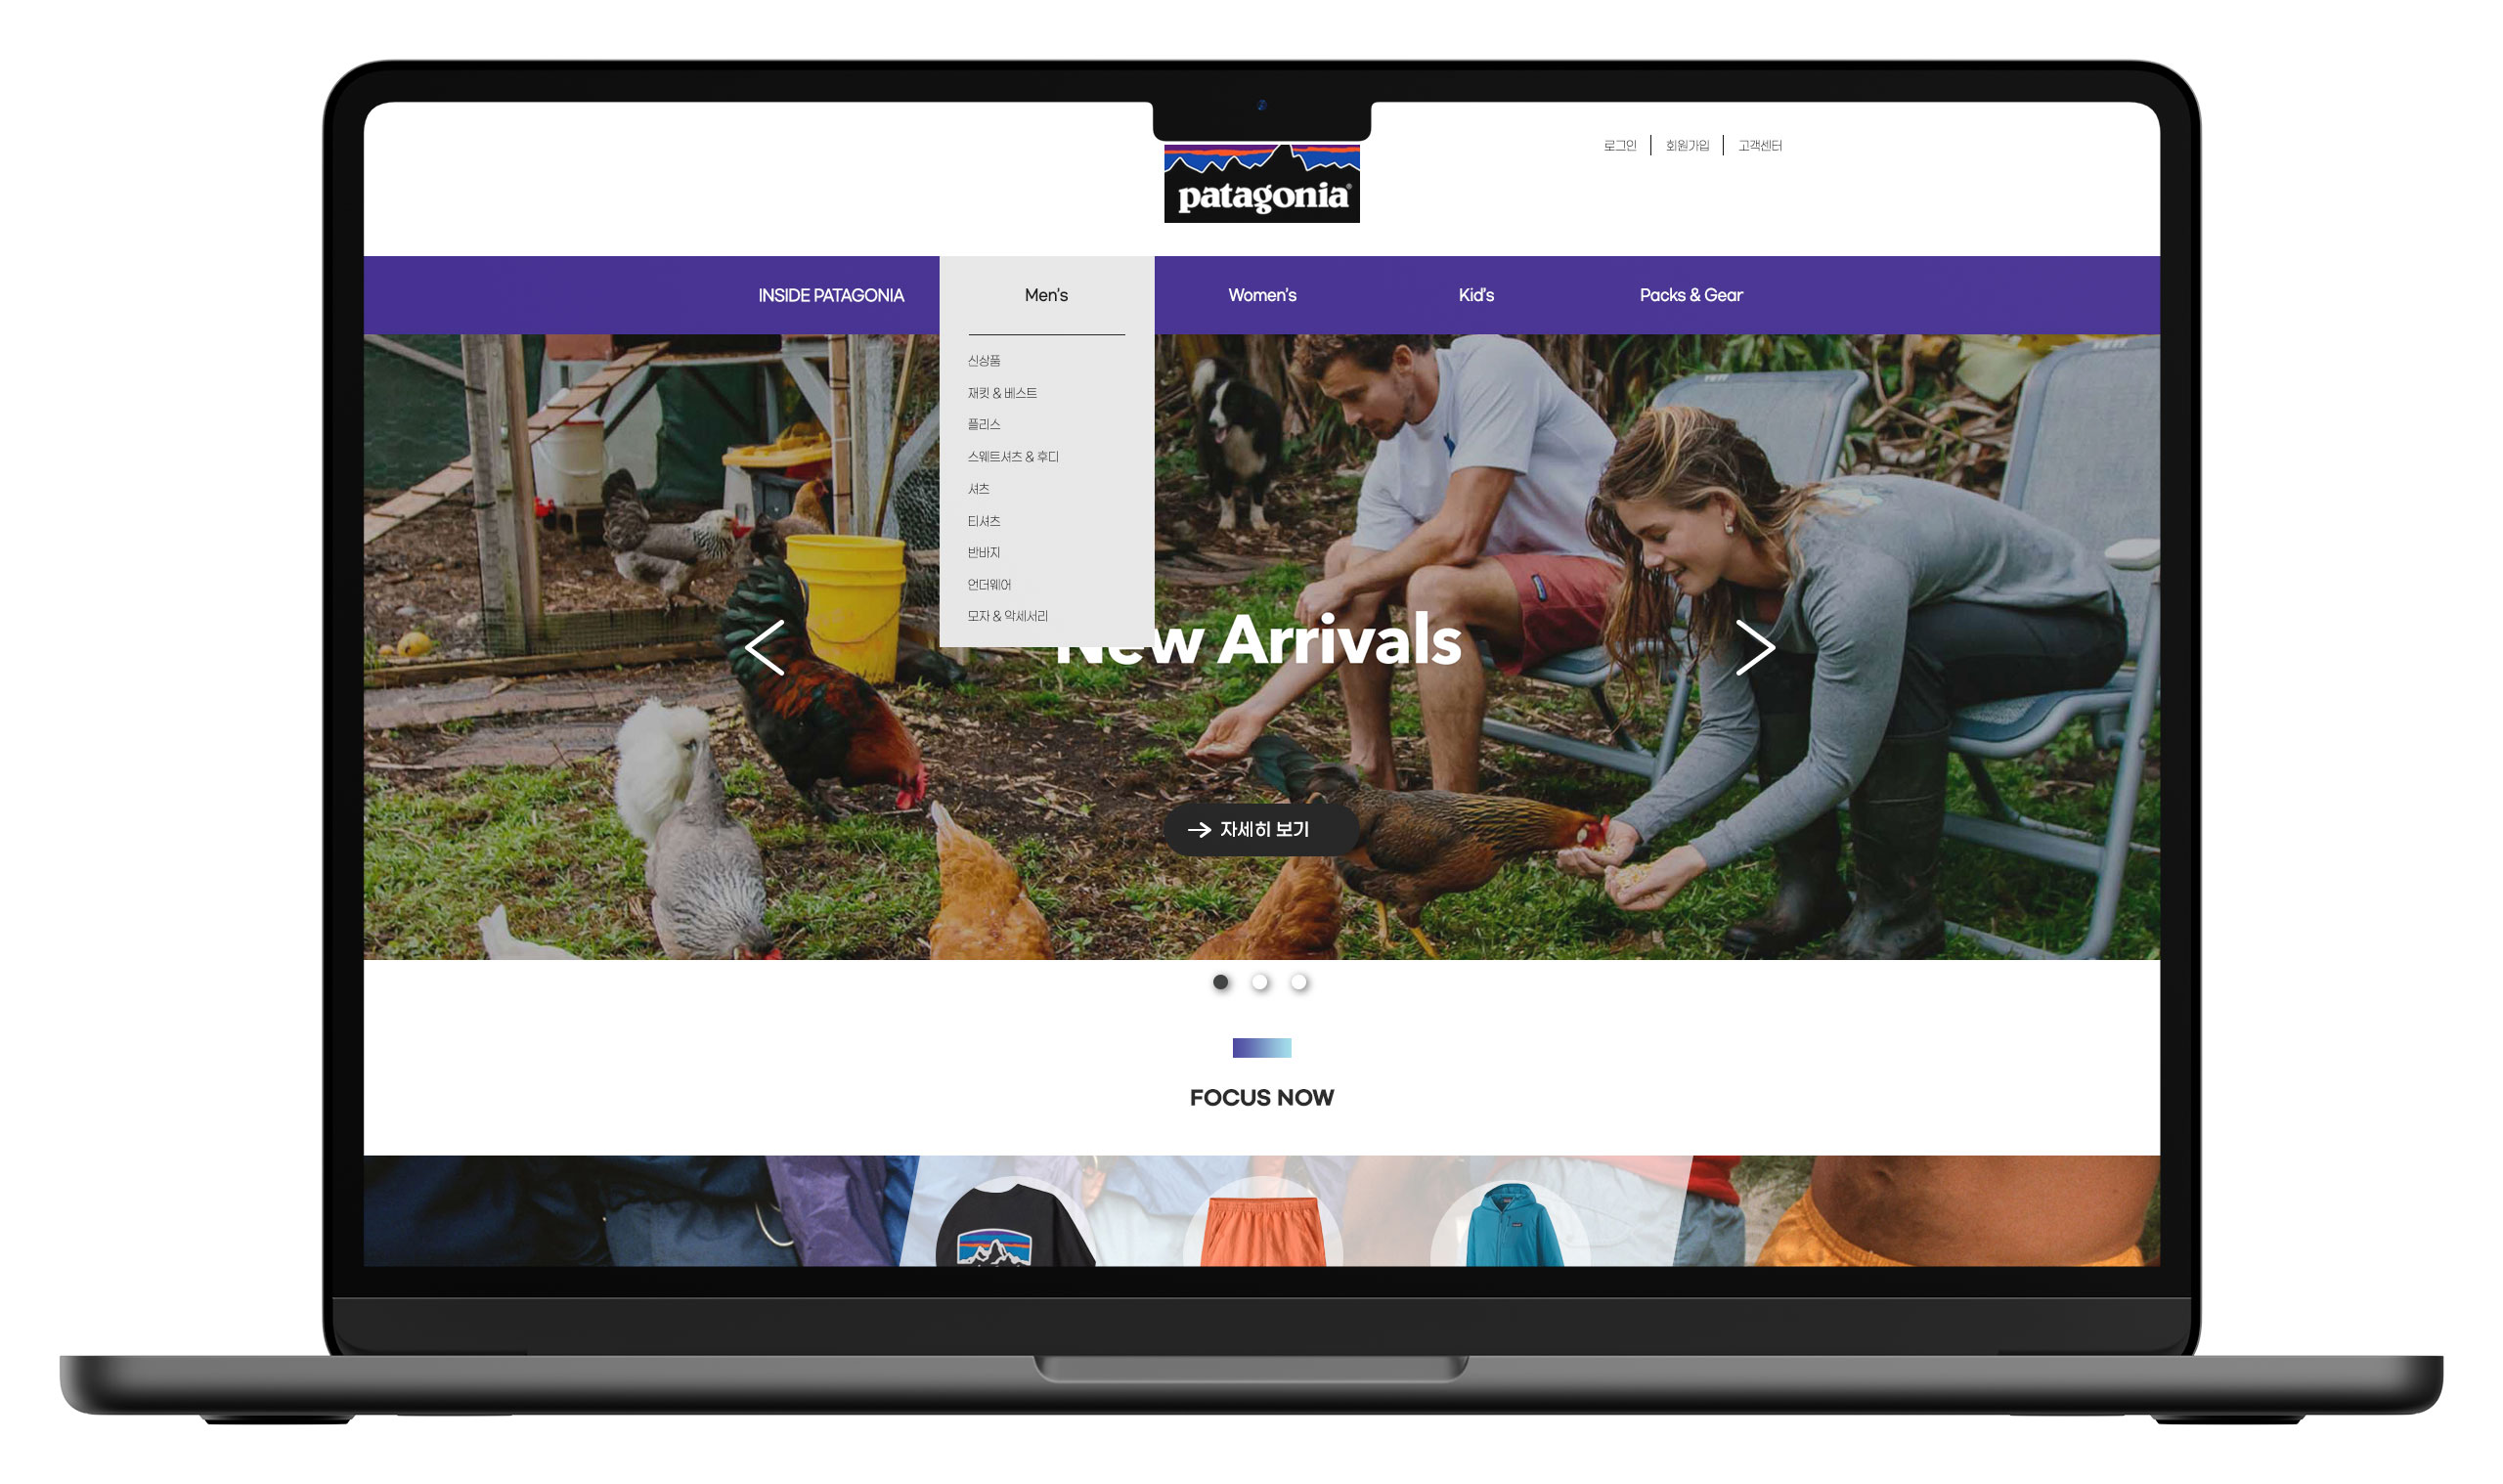 로그인 회원가입 고객센터
patagonia®
INSIDE PATAGONIA Men's Women's Kid's Packs & Gear
신상품
재킷 & 베스트
플리스
스웨트셔츠 & 후디
셔츠
티셔츠
반바지
언더웨어
모자 & 악세서리
New Arrivals
자세히 보기
FOCUS NOW